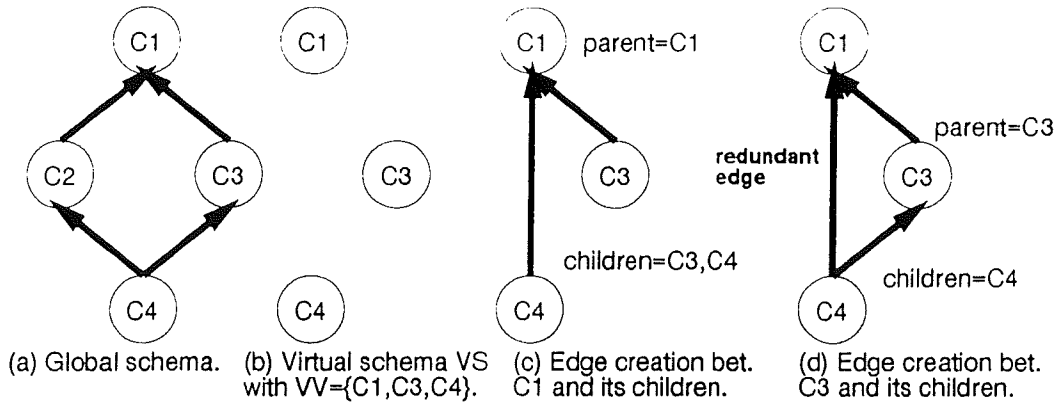 C1
C2
C3
C4
(a) Global schema.
C1
C3
C4
(b) Virtual schema VS
with VV={C1,C3,C4}.
C1
parent=C1
C3
children=C3,C4
C4
(c) Edge creation bet.
C1 and its children.
C1
parent=C3
redundant
edge
C3
children=C4
C4
(d) Edge creation bet.
C3 and its children.